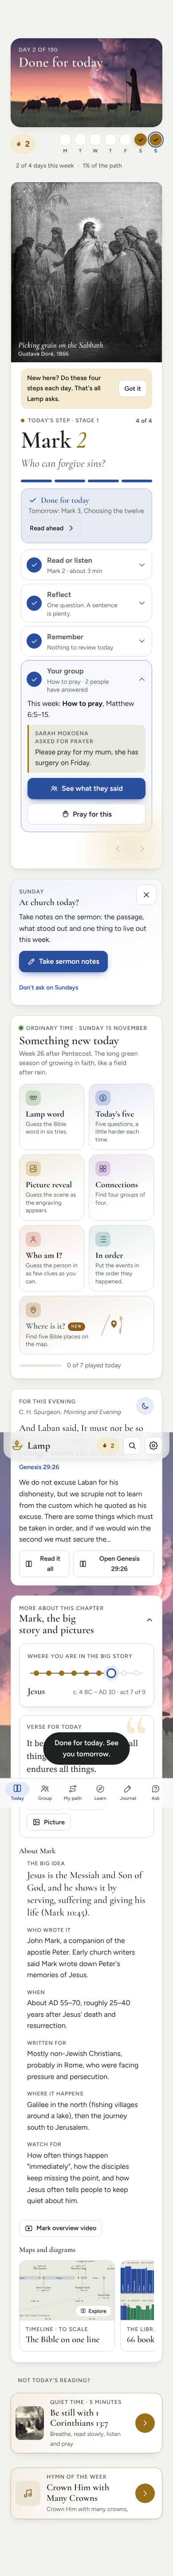 DAY 2 OF 190
Done for today
2
M T W T F S S
2 of 4 days this week · 1% of the path
Picking grain on the Sabbath
Gustave Doré, 1866
New here? Do these four
steps each day. That's all
Lamp asks.
Got it
TODAY'S STEP · STAGE 1
4 of 4
Mark 2
Who can forgive sins?
Done for today
Tomorrow: Mark 3, Choosing the twelve
Read ahead
Read or listen
Mark 2 · about 3 min
Reflect
One question. A sentence
is plenty.
Remember
Nothing to review today
Your group
How to pray · 2 people
have answered
This week: How to pray, Matthew
6:5–15.
SARAH MOKOENA
ASKED FOR PRAYER
Please pray for my mum, she has
surgery on Friday.
See what they said
Pray for this
SUNDAY
At church today?
Take notes on the sermon: the passage,
what stood out and one thing to live out
this week.
Take sermon notes
Don't ask on Sundays
ORDINARY TIME · SUNDAY 15 NOVEMBER
Something new today
Week 26 after Pentecost. The long green
season of growing in faith, like a field
after rain.
Lamp word
Guess the Bible
word in six tries.
Today's five
Five questions, a
little harder each
time.
Picture reveal
Guess the scene as
the engraving
appears.
Connections
Find four groups of
four.
Who am I?
Guess the person in
as few clues as you
can.
In order
Put the events in
the order they
happened.
Where is it? NEW
Find five Bible places on
the map.
0 of 7 played today
FOR THIS EVENING
C. H. Spurgeon, Morning and Evening
And Laban said, It must not be so
Lamp
2
Genesis 29:26
We do not excuse Laban for his
dishonesty, but we scruple not to learn
from the custom which he quoted as his
excuse. There are some things which must
be taken in order, and if we would win the
second we must secure the…
Read it
all
Open Genesis
29:26
MORE ABOUT THIS CHAPTER
Mark, the big
story and pictures
WHERE YOU ARE IN THE BIG STORY
Jesus
c. 4 BC – AD 30 · act 7 of 9
VERSE FOR TODAY
Done for today. See
you tomorrow.
endures all things.
Today
Group
My path
Learn
Journal
Ask
Picture
About Mark
THE BIG IDEA
Jesus is the Messiah and Son of
God, and he shows it by
serving, suffering and giving his
life (Mark 10:45).
WHO WROTE IT
John Mark, a companion of the
apostle Peter. Early church writers
said Mark wrote down Peter's
memories of Jesus.
WHEN
About AD 55–70, roughly 25–40
years after Jesus' death and
resurrection.
WRITTEN FOR
Mostly non-Jewish Christians,
probably in Rome, who were facing
pressure and persecution.
WHERE IT HAPPENS
Galilee in the north (fishing villages
around a lake), then the journey
south to Jerusalem.
WATCH FOR
How often things happen
"immediately", how the disciples
keep missing the point, and how
Jesus often tells people to keep
quiet about him.
Mark overview video
Maps and diagrams
Explore
TIMELINE · TO SCALE
The Bible on one line
THE LIBR
66 book
NOT TODAY'S READING?
QUIET TIME · 5 MINUTES
Be still with 1
Corinthians 13:7
Breathe, read slowly, listen
and pray
HYMN OF THE WEEK
Crown Him with
Many Crowns
Crown Him with many crowns,